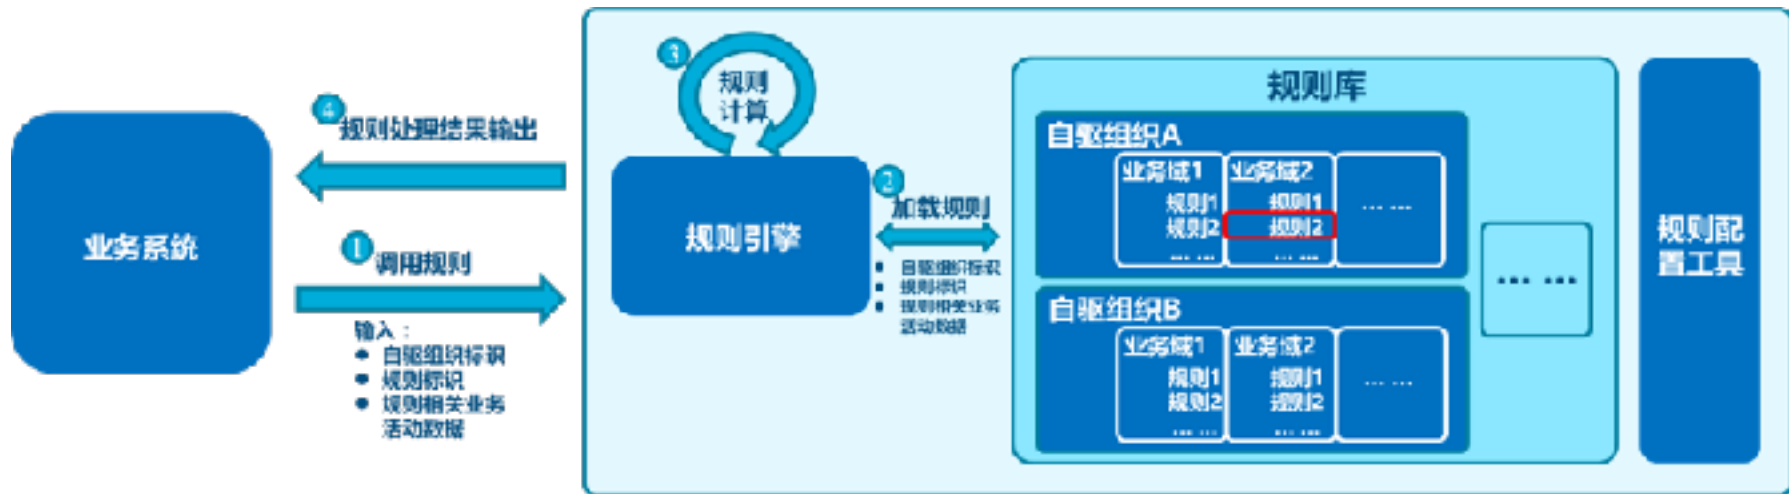 业务系统
4
规则处理结果输出
1
调用规则
输入：
● 自驱组织标识
● 规则标识
● 规则相关业务
活动数据
3
规则
计算
规则引擎
2
加载规则
▪ 自驱组织标识
▪ 规则标识
▪ 规则相关业务
活动数据
规则库
自驱组织A
业务域1
规则1
规则2
... ...
业务域2
规则1
规则2
... ...
... ...
自驱组织B
业务域1
规则1
规则2
... ...
业务域2
规则1
规则2
... ...
... ...
... ...
规则配
置工具